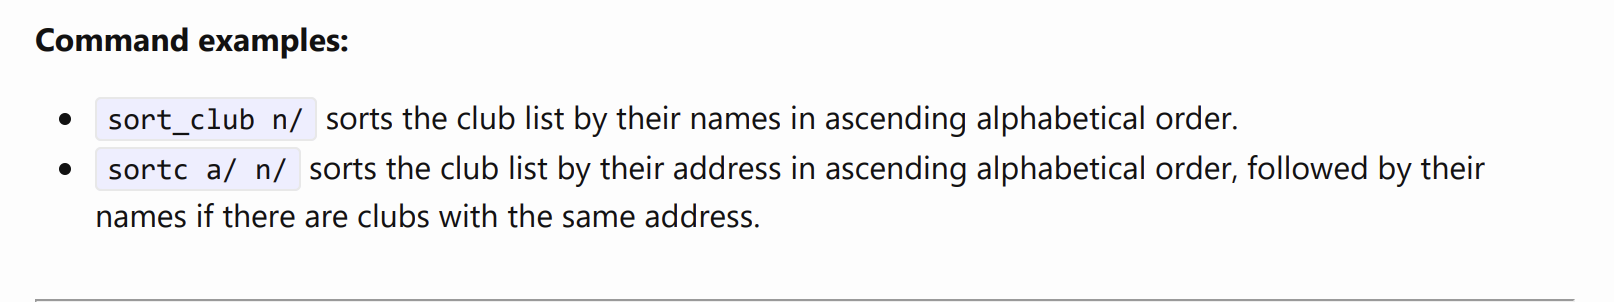 Command examples:
sort_club n/ sorts the club list by their names in ascending alphabetical order.
sortc a/ n/ sorts the club list by their address in ascending alphabetical order, followed by their
names if there are clubs with the same address.